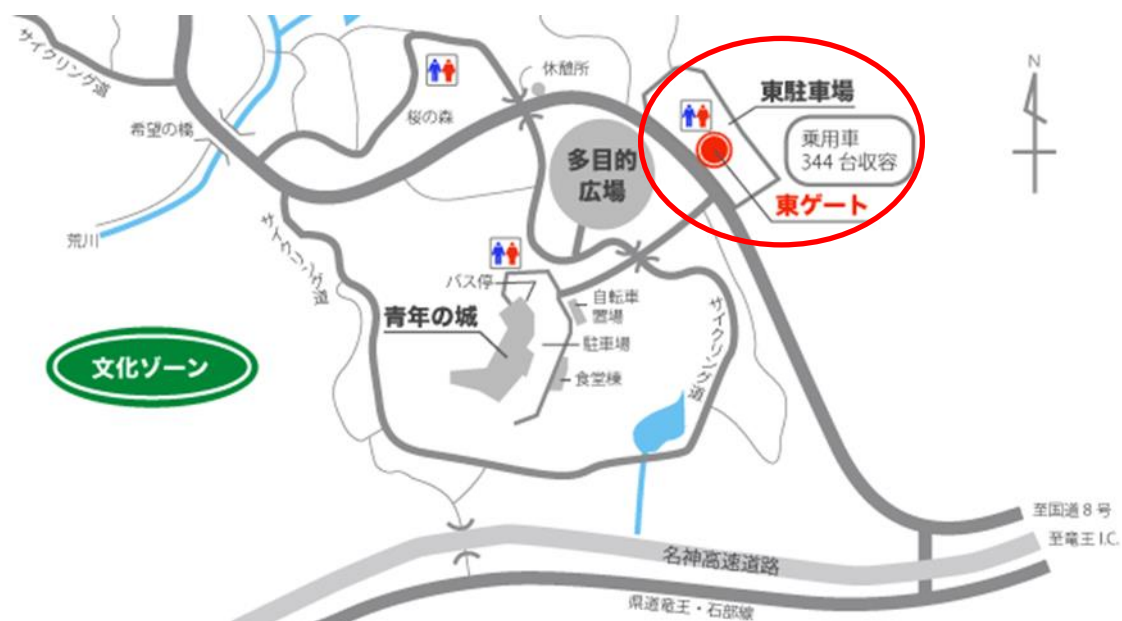 サイクリング道
希望の橋
荒川
桜の森
休憩所
多目的
広場
東駐車場
乗用車
344 台収容
東ゲート
N
サイクリング道
バス停
青年の城
自転車
置場
駐車場
食堂棟
サイクリング道
文化ゾーン
至国道8号
至竜王I.C.
名神高速道路
県道竜王・石部線